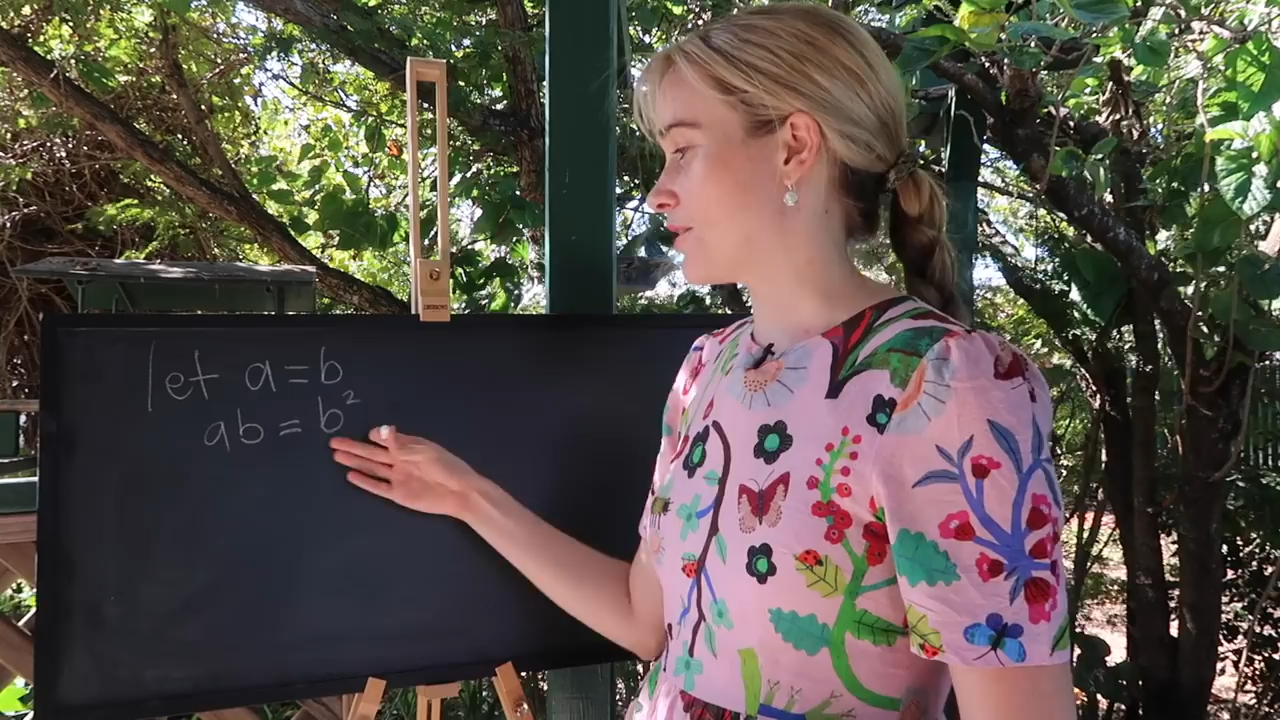 let a = b
ab = b²